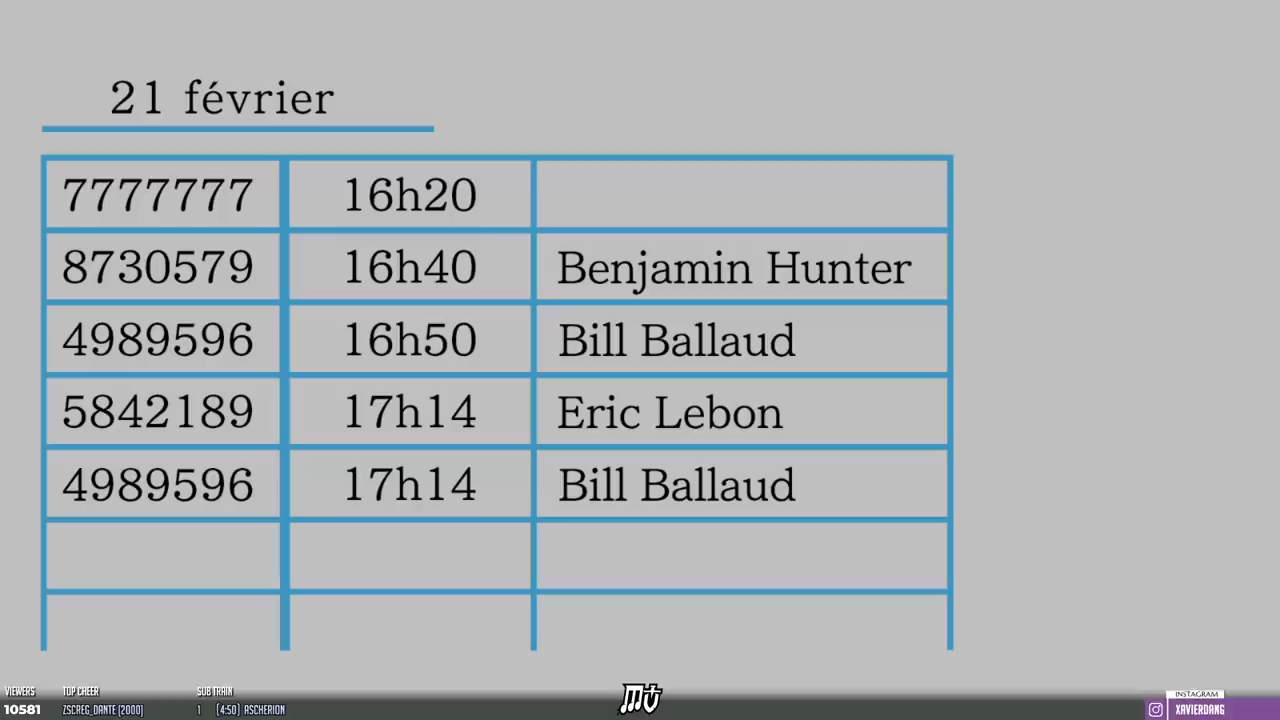 21 février
7777777 16h20
8730579 16h40 Benjamin Hunter
4989596 16h50 Bill Ballaud
5842189 17h14 Eric Lebon
4989596 17h14 Bill Ballaud
VIEWERS TOP CHEER SUB TRAIN INSTAGRAM
10581 ZSCREG_DANTE [2000] 1 [4:50] ASCHERION XAVIERDANG